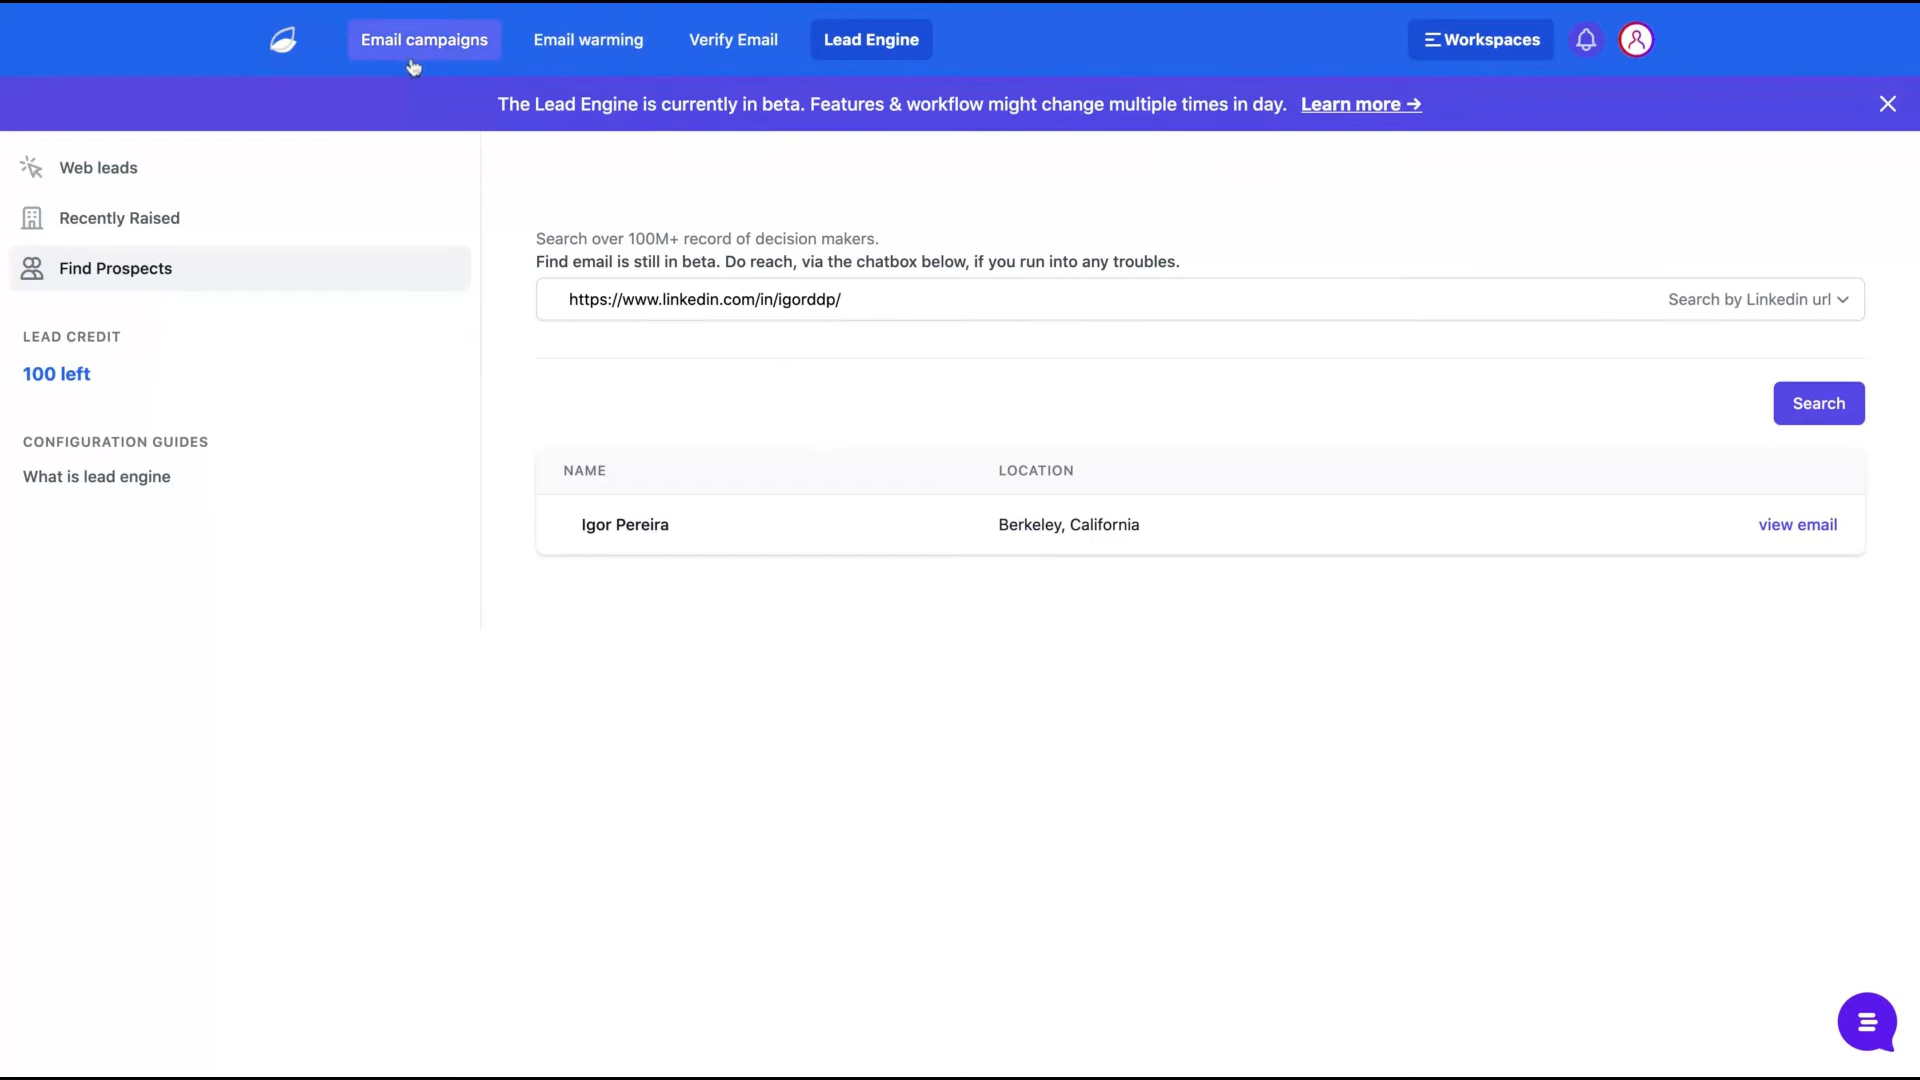 Email campaigns
Email warming
Verify Email
Lead Engine
Workspaces
The Lead Engine is currently in beta. Features & workflow might change multiple times in day. Learn more →
Web leads
Recently Raised
Find Prospects
LEAD CREDIT
100 left
CONFIGURATION GUIDES
What is lead engine
Search over 100M+ record of decision makers.
Find email is still in beta. Do reach, via the chatbox below, if you run into any troubles.
https://www.linkedin.com/in/igorddp/
Search by Linkedin url
Search
NAME
LOCATION
Igor Pereira
Berkeley, California
view email